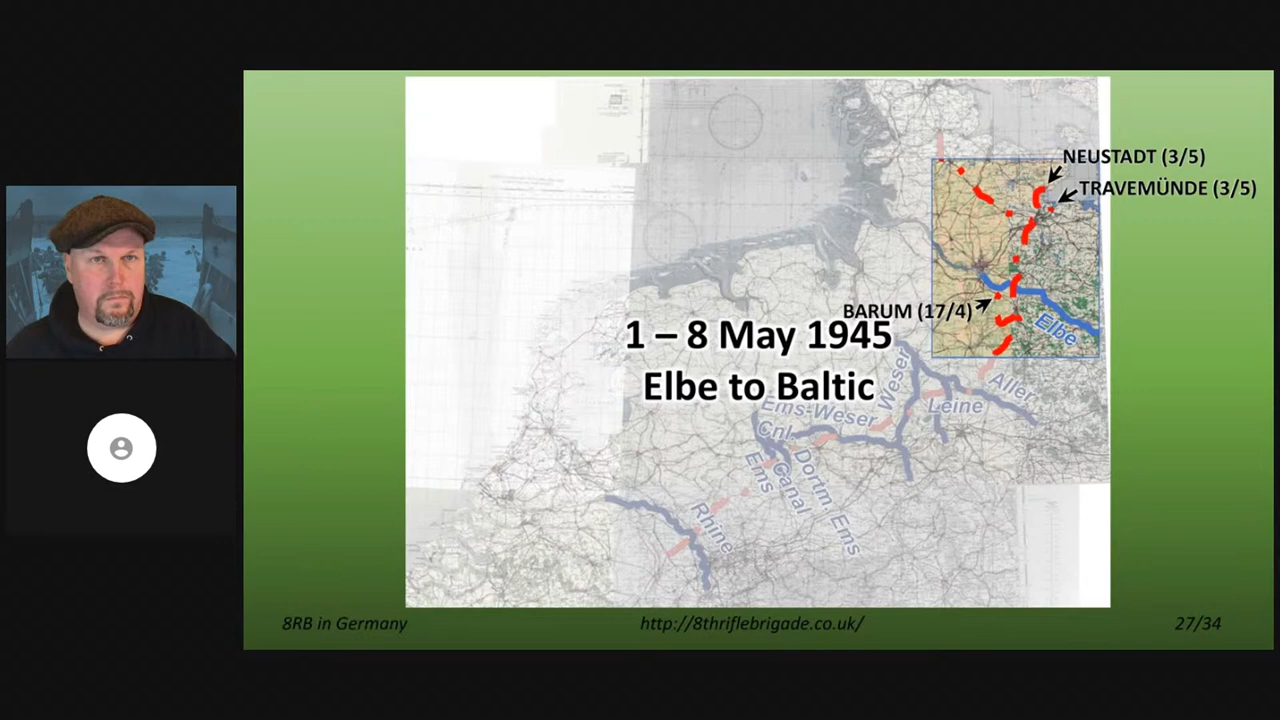 NEUSTADT (3/5)
TRAVEMÜNDE (3/5)
BARUM (17/4)
Elbe
1 – 8 May 1945
Elbe to Baltic
Weser
Aller
Leine
Ems-Weser
Cnl
Ems
Canal
Dortm. Ems
Rhine
8RB in Germany
http://8thriflebrigade.co.uk/
27/34